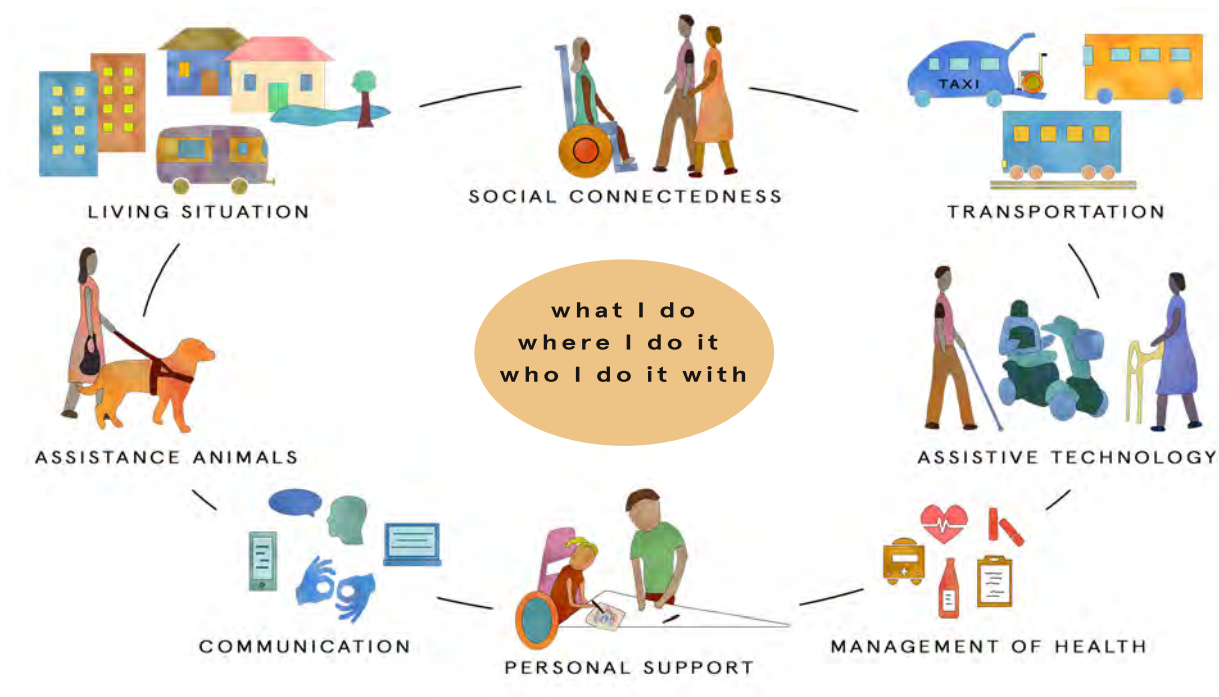 SOCIAL CONNECTEDNESS
LIVING SITUATION
TAXI
TRANSPORTATION
what I do
where I do it
who I do it with
ASSISTANCE ANIMALS
ASSISTIVE TECHNOLOGY
COMMUNICATION
PERSONAL SUPPORT
MANAGEMENT OF HEALTH